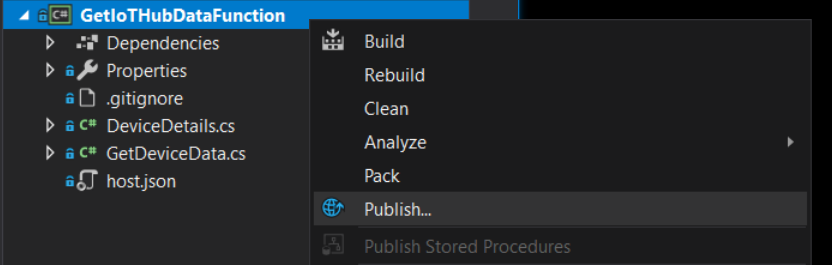 C# GetIoTHubDataFunction
Dependencies
Properties
.gitignore
C# DeviceDetails.cs
C# GetDeviceData.cs
host.json
Build
Rebuild
Clean
Analyze
Pack
Publish...
Publish Stored Procedures